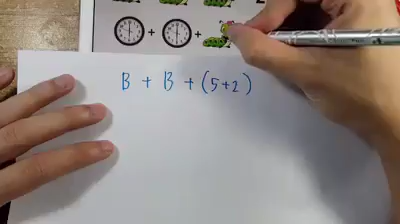 + +
B + B + (5+2)